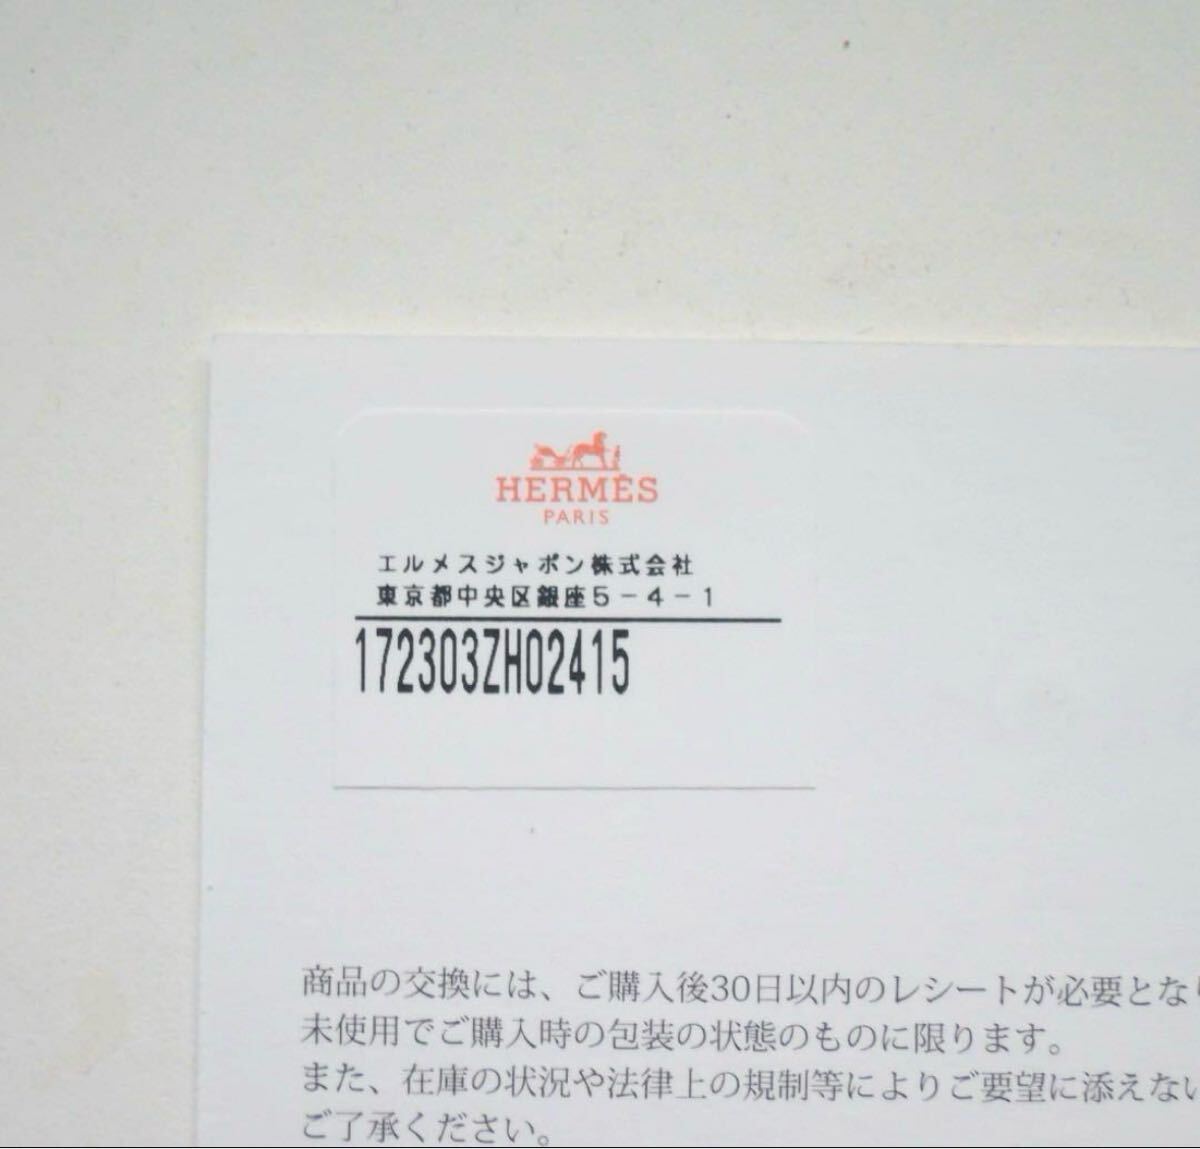 HERMÈS
PARIS
エルメスジャポン株式会社
東京都中央区銀座5-4-1
172303ZH02415
商品の交換には、ご購入後30日以内のレシートが必要となり
未使用でご購入時の包装の状態のものに限ります。
また、在庫の状況や法律上の規制等によりご要望に添えない
ご了承ください。